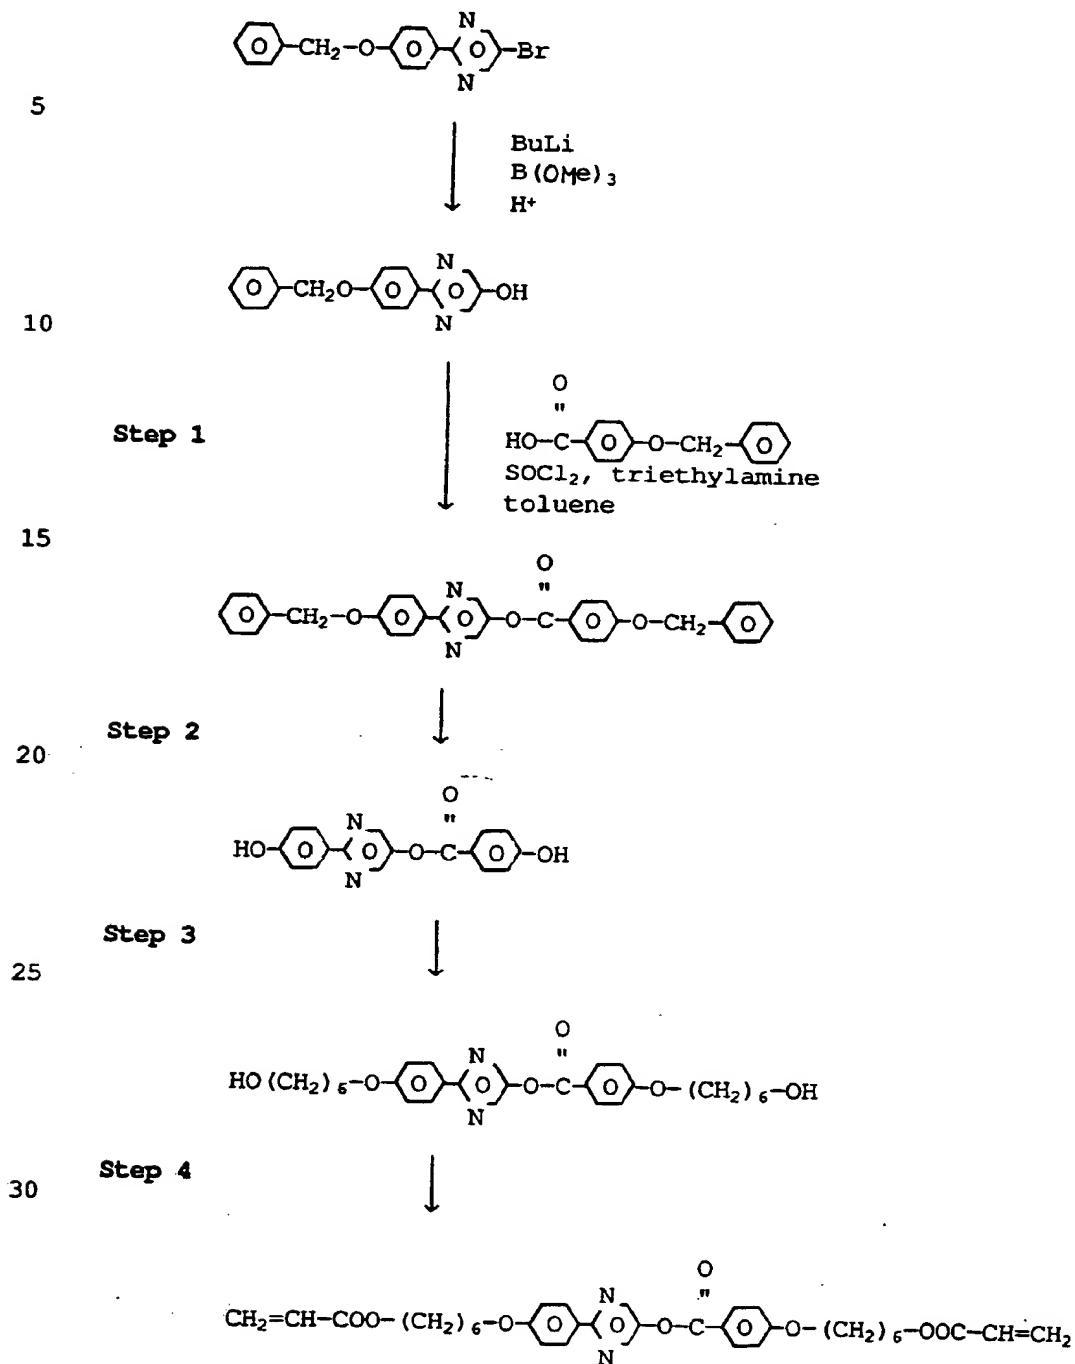 N
O-CH₂-O-O-O-Br
N
5
BuLi
B(OMe)₃
H⁺
N
O-CH₂O-O-O-OH
N
10
O
"
Step 1
HO-C-O-O-CH₂-O
SOCl₂, triethylamine
toluene
15
O
N "
O-CH₂-O-O-O-O-C-O-O-CH₂-O
N
Step 2
20
O
N "
HO-O-O-O-C-O-OH
N
Step 3
25
O
N "
HO(CH₂)₆-O-O-O-O-C-O-O-(CH₂)₆-OH
N
Step 4
30
O
N "
CH₂=CH-COO-(CH₂)₆-O-O-O-O-C-O-O-(CH₂)₆-OOC-CH=CH₂
N